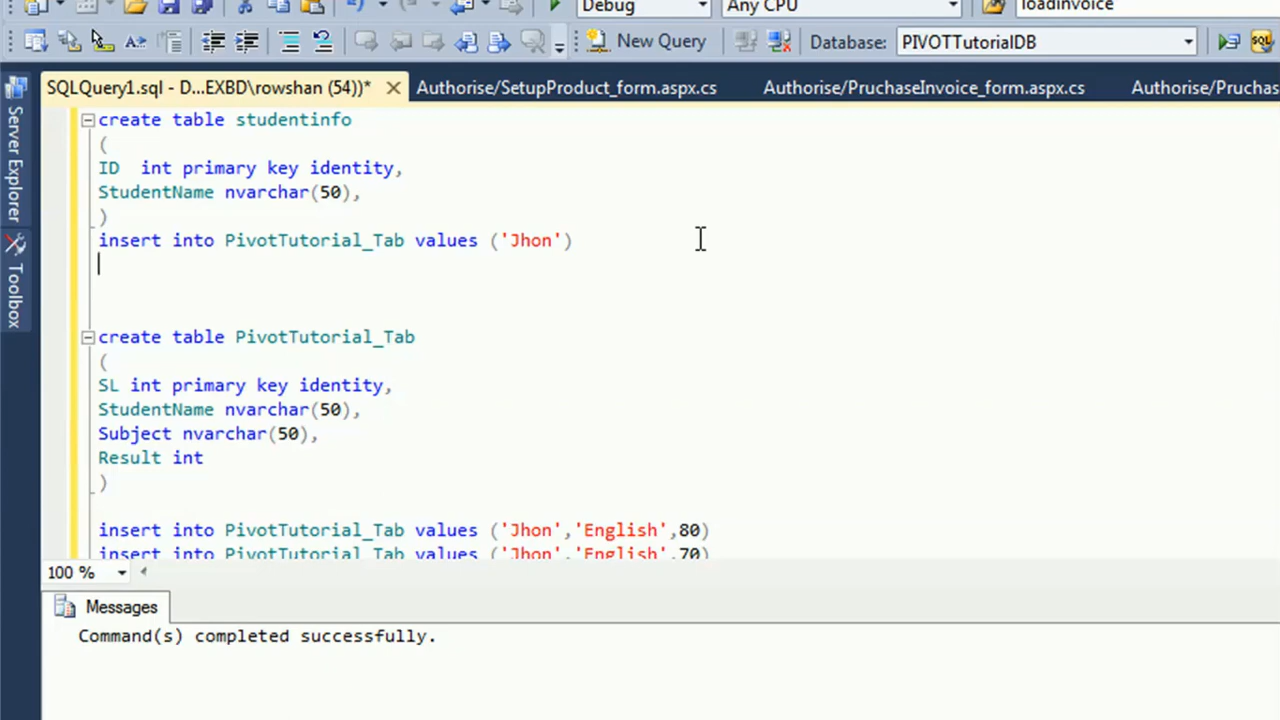 Debug
Any CPU
loadinvoice
New Query
Database:
PIVOTTutorialDB
SQLQuery1.sql - D...EXBD\rowshan (54))*
Authorise/SetupProduct_form.aspx.cs
Authorise/PruchaseInvoice_form.aspx.cs
Authorise/Pruchas
Server Explorer
Toolbox
create table studentinfo
(
ID  int primary key identity,
StudentName nvarchar(50),
)
insert into PivotTutorial_Tab values ('Jhon')
create table PivotTutorial_Tab
(
SL int primary key identity,
StudentName nvarchar(50),
Subject nvarchar(50),
Result int
)
insert into PivotTutorial_Tab values ('Jhon','English',80)
insert into PivotTutorial_Tab values ('Jhon','English',70)
100 %
Messages
Command(s) completed successfully.